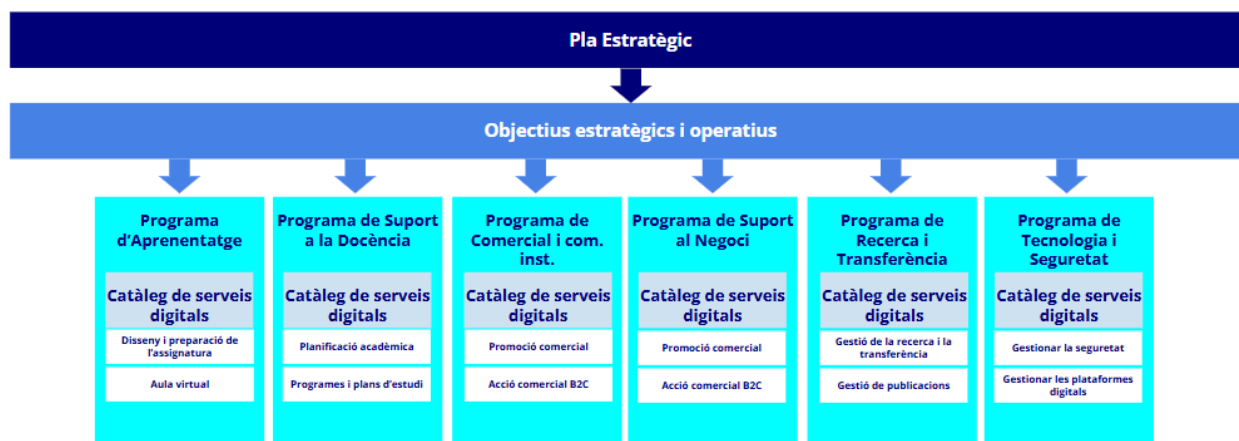 Pla Estratègic
Objectius estratègics i operatius
Programa
d'Aprenentatge
Catàleg de serveis
digitals
Disseny i preparació de
l'assignatura
Aula virtual
Programa de Suport
a la Docència
Catàleg de serveis
digitals
Planificació acadèmica
Programes i plans d'estudi
Programa de
Comercial i com.
inst.
Catàleg de serveis
digitals
Promoció comercial
Acció comercial B2C
Programa de Suport
al Negoci
Catàleg de serveis
digitals
Promoció comercial
Acció comercial B2C
Programa de
Recerca i
Transferència
Catàleg de serveis
digitals
Gestió de la recerca i la
transferència
Gestió de publicacions
Programa de
Tecnologia i
Seguretat
Catàleg de serveis
digitals
Gestionar la seguretat
Gestionar les plataformes
digitals